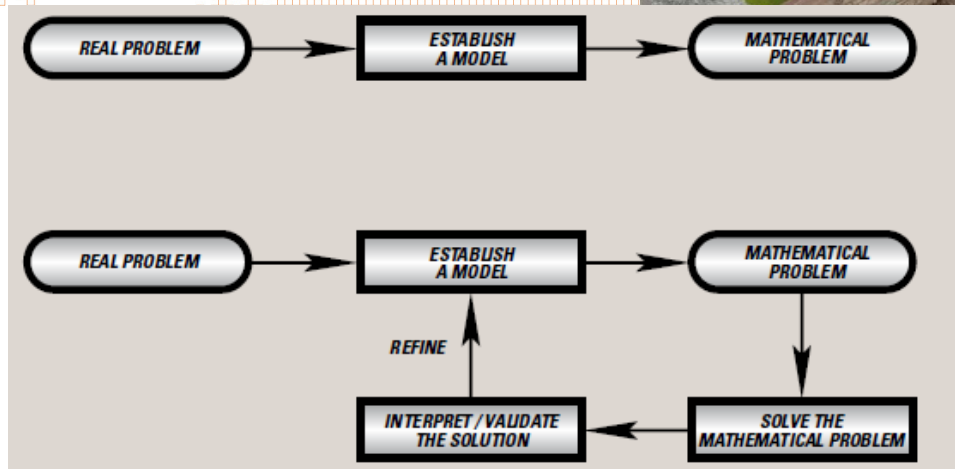 REAL PROBLEM
ESTABLISH
A MODEL
MATHEMATICAL
PROBLEM
REAL PROBLEM
ESTABLISH
A MODEL
MATHEMATICAL
PROBLEM
REFINE
INTERPRET / VALIDATE
THE SOLUTION
SOLVE THE
MATHEMATICAL PROBLEM